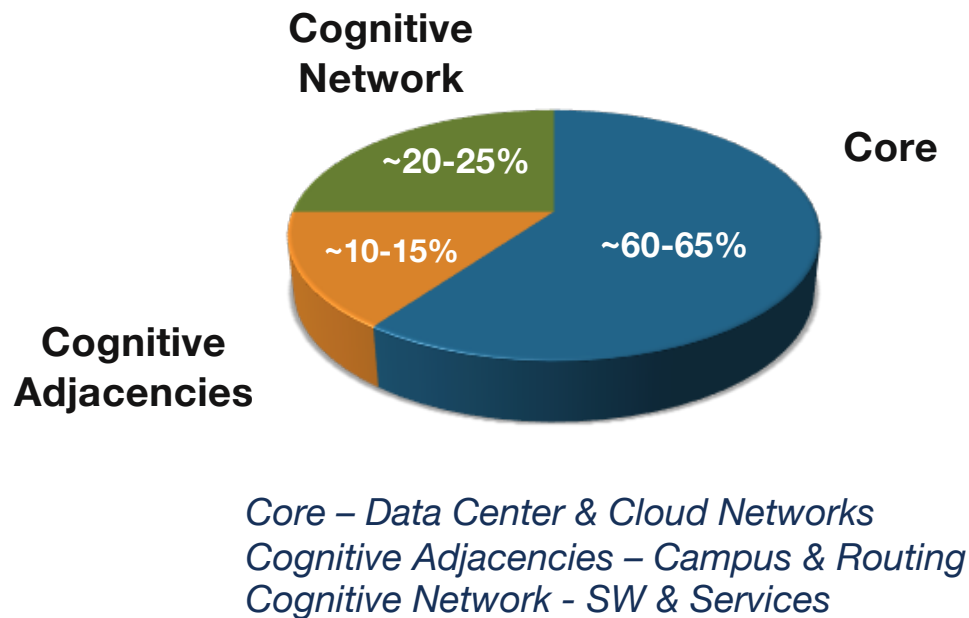 Cognitive
Network
Core
~20-25%
~10-15%
~60-65%
Cognitive
Adjacencies
Core – Data Center & Cloud Networks
Cognitive Adjacencies – Campus & Routing
Cognitive Network - SW & Services